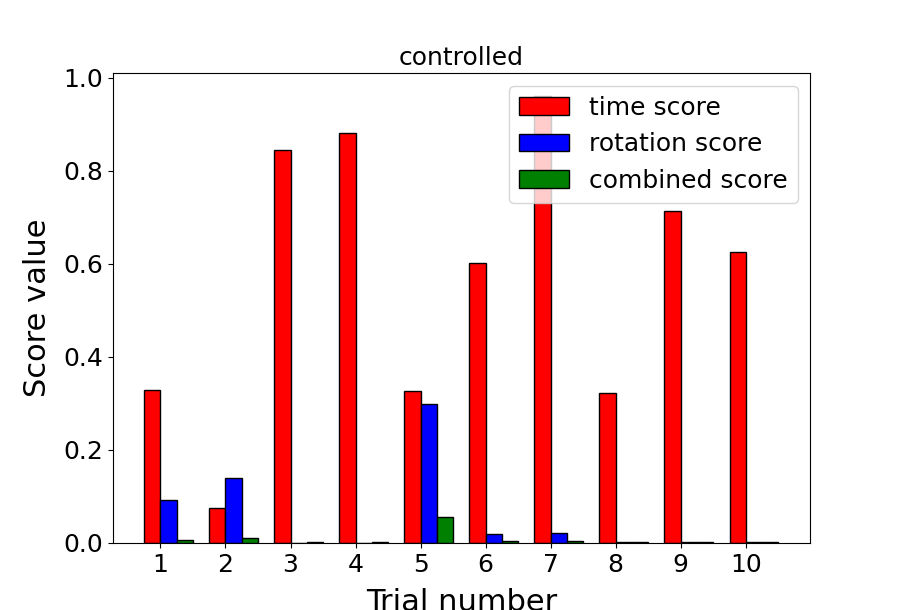 controlled
time score
rotation score
combined score
Score value
1.0
0.8
0.6
0.4
0.2
0.0
1 2 3 4 5 6 7 8 9 10
Trial number